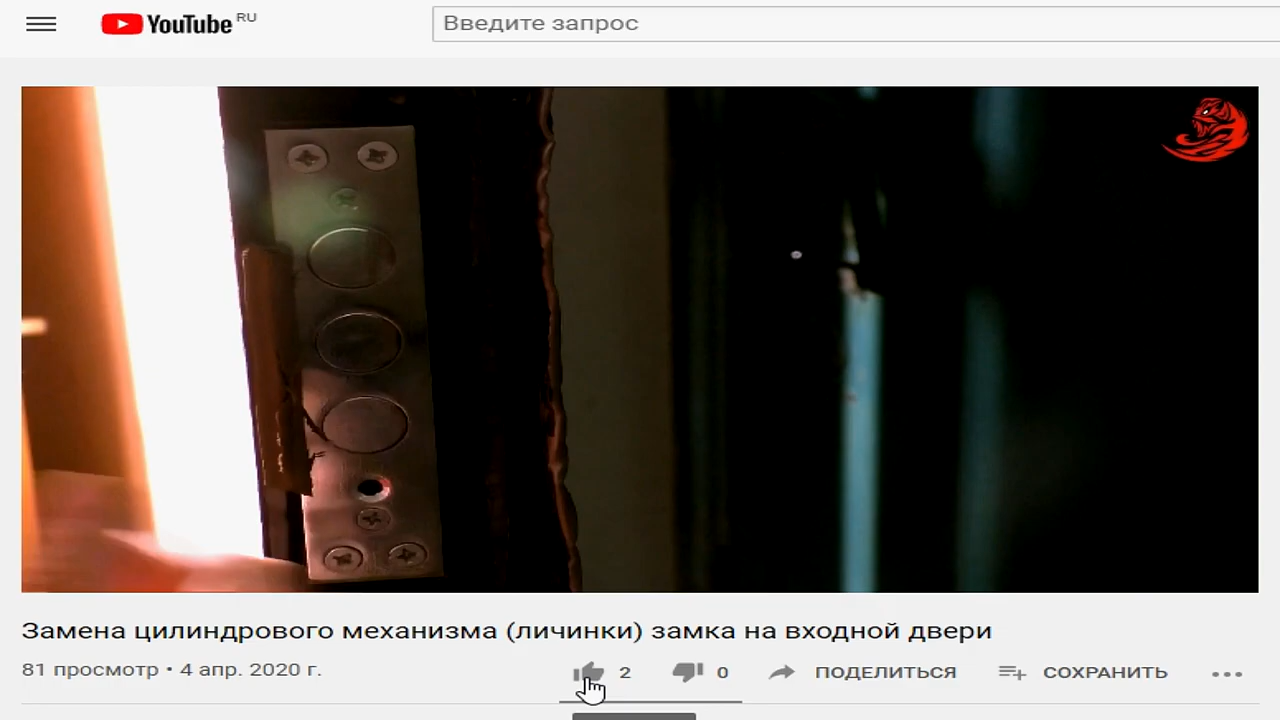 YouTube RU
Введите запрос
Замена цилиндрового механизма (личинки) замка на входной двери
81 просмотр • 4 апр. 2020 г.
2
0
ПОДЕЛИТЬСЯ
СОХРАНИТЬ